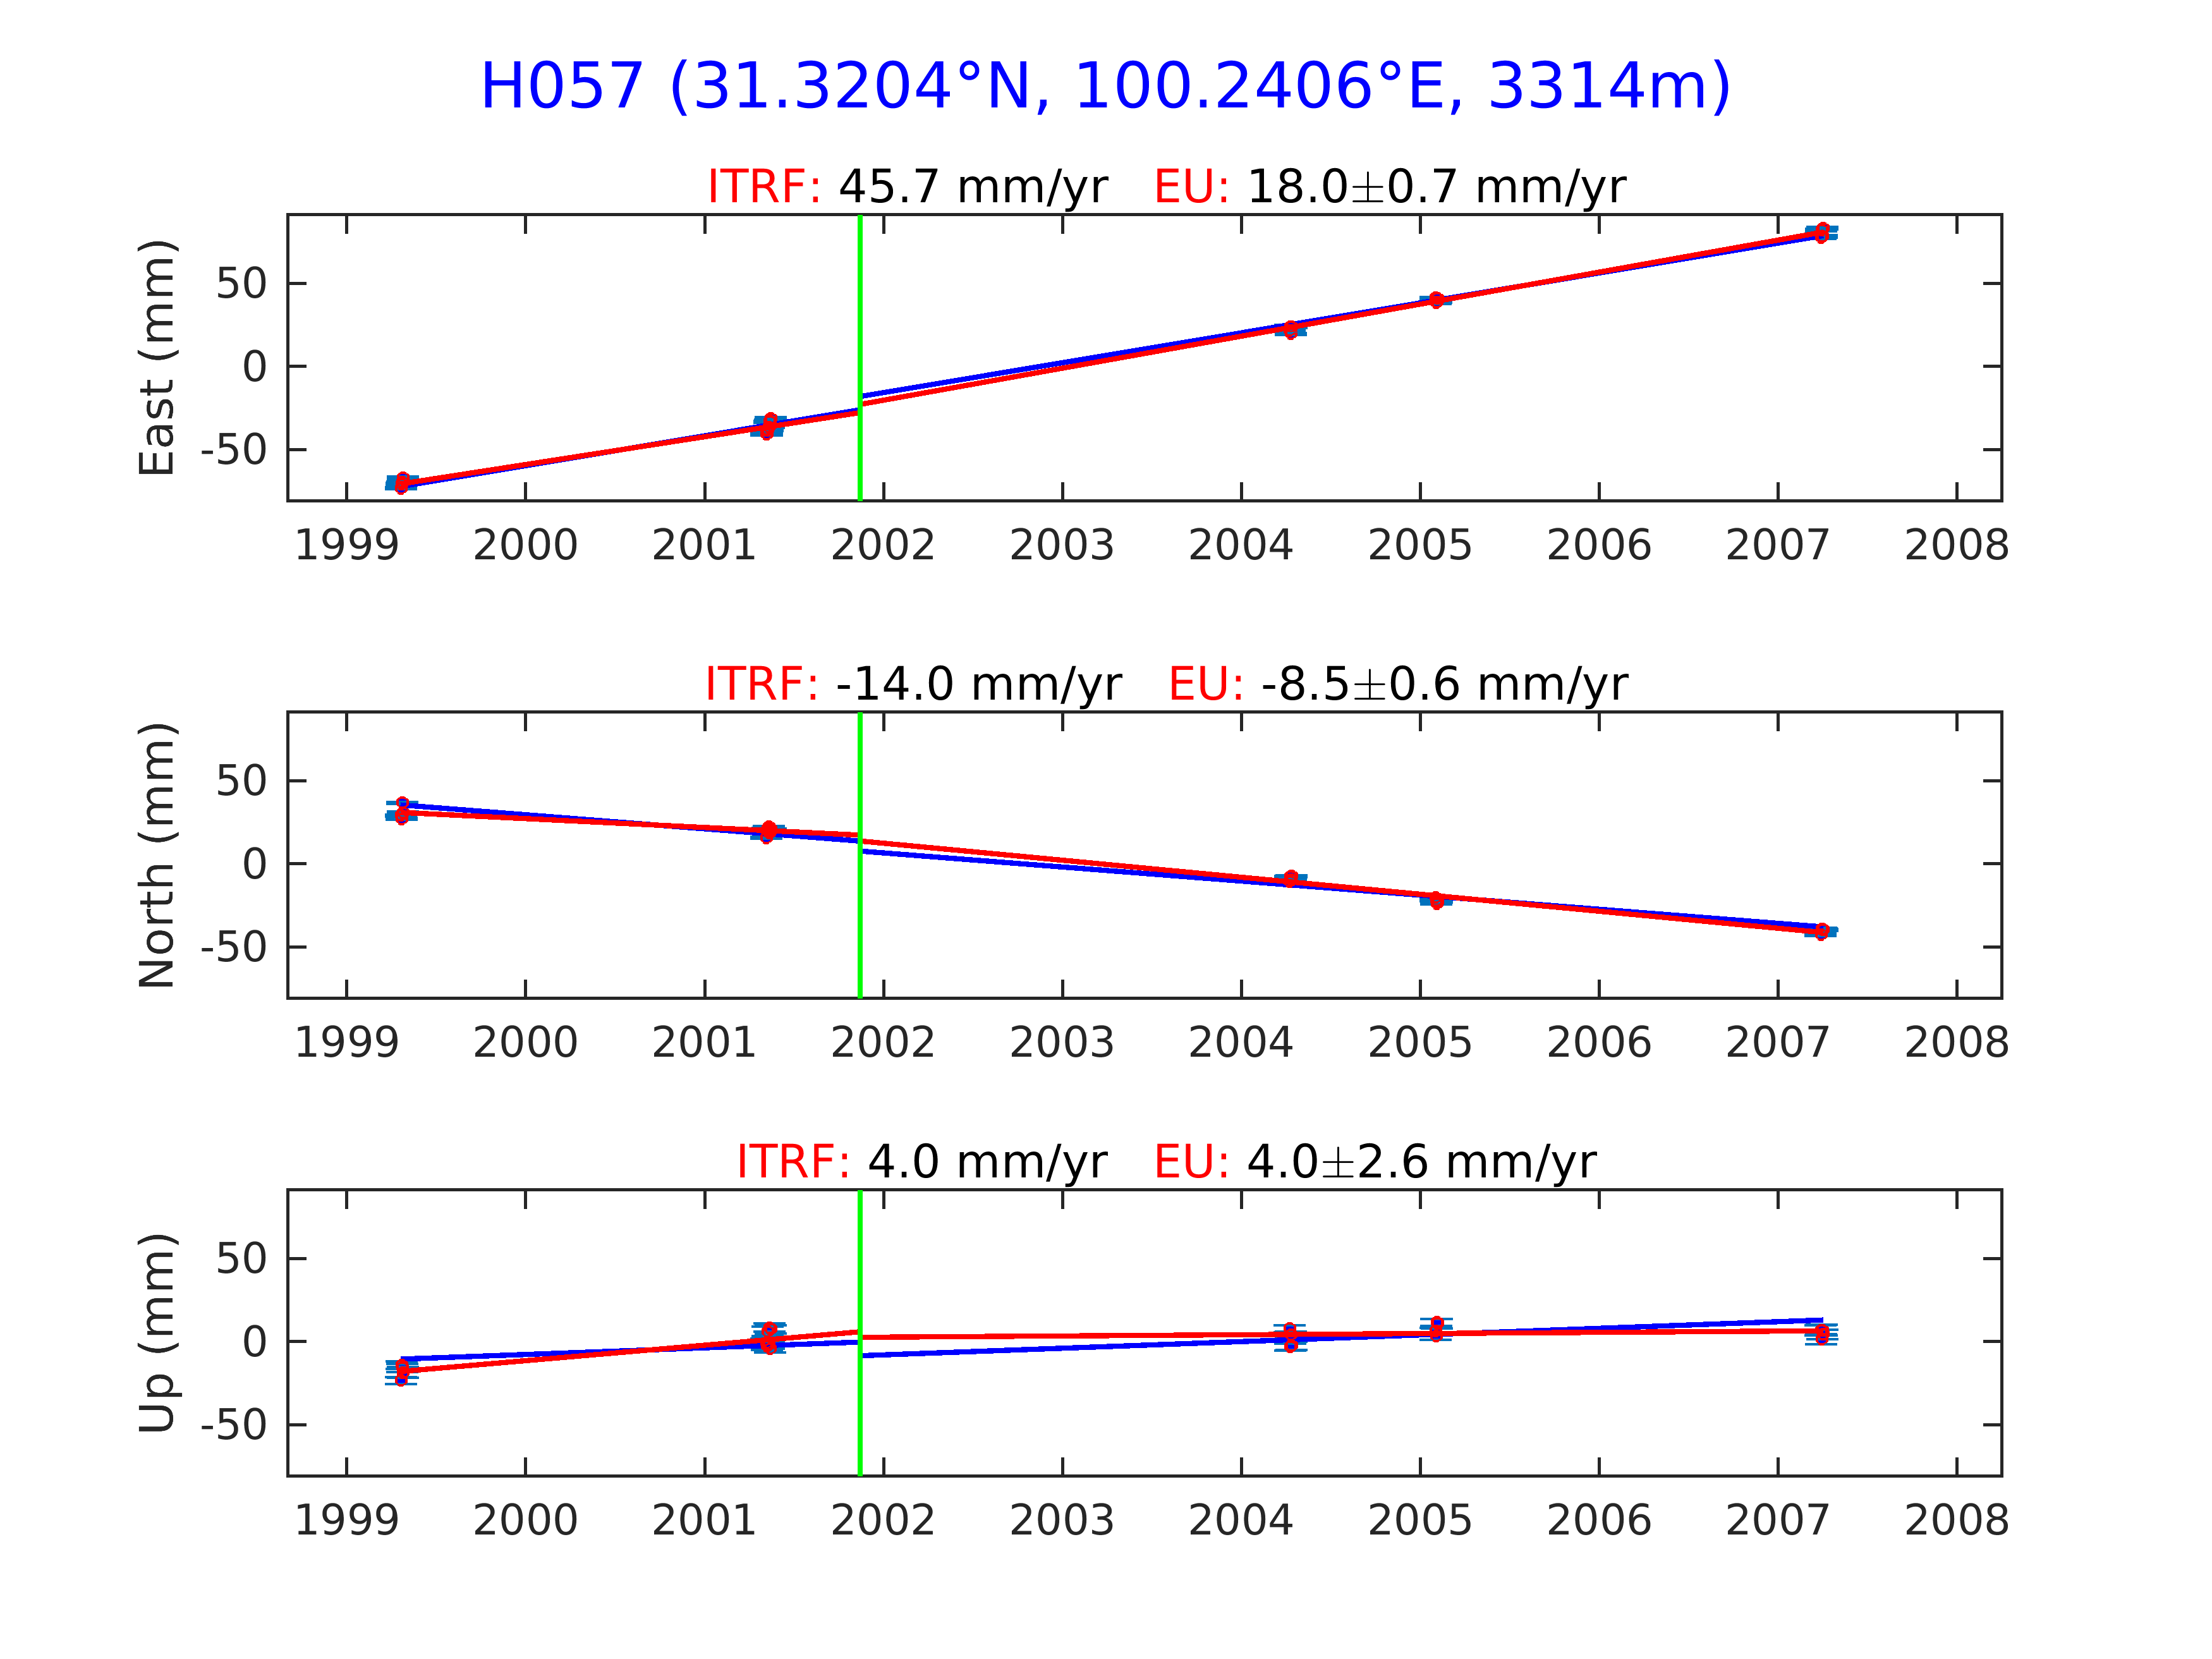 H057 (31.3204°N, 100.2406°E, 3314m)
ITRF: 45.7 mm/yr EU: 18.0±0.7 mm/yr
East (mm)
50
0
-50
1999 2000 2001 2002 2003 2004 2005 2006 2007 2008
ITRF: -14.0 mm/yr EU: -8.5±0.6 mm/yr
North (mm)
50
0
-50
1999 2000 2001 2002 2003 2004 2005 2006 2007 2008
ITRF: 4.0 mm/yr EU: 4.0±2.6 mm/yr
Up (mm)
50
0
-50
1999 2000 2001 2002 2003 2004 2005 2006 2007 2008